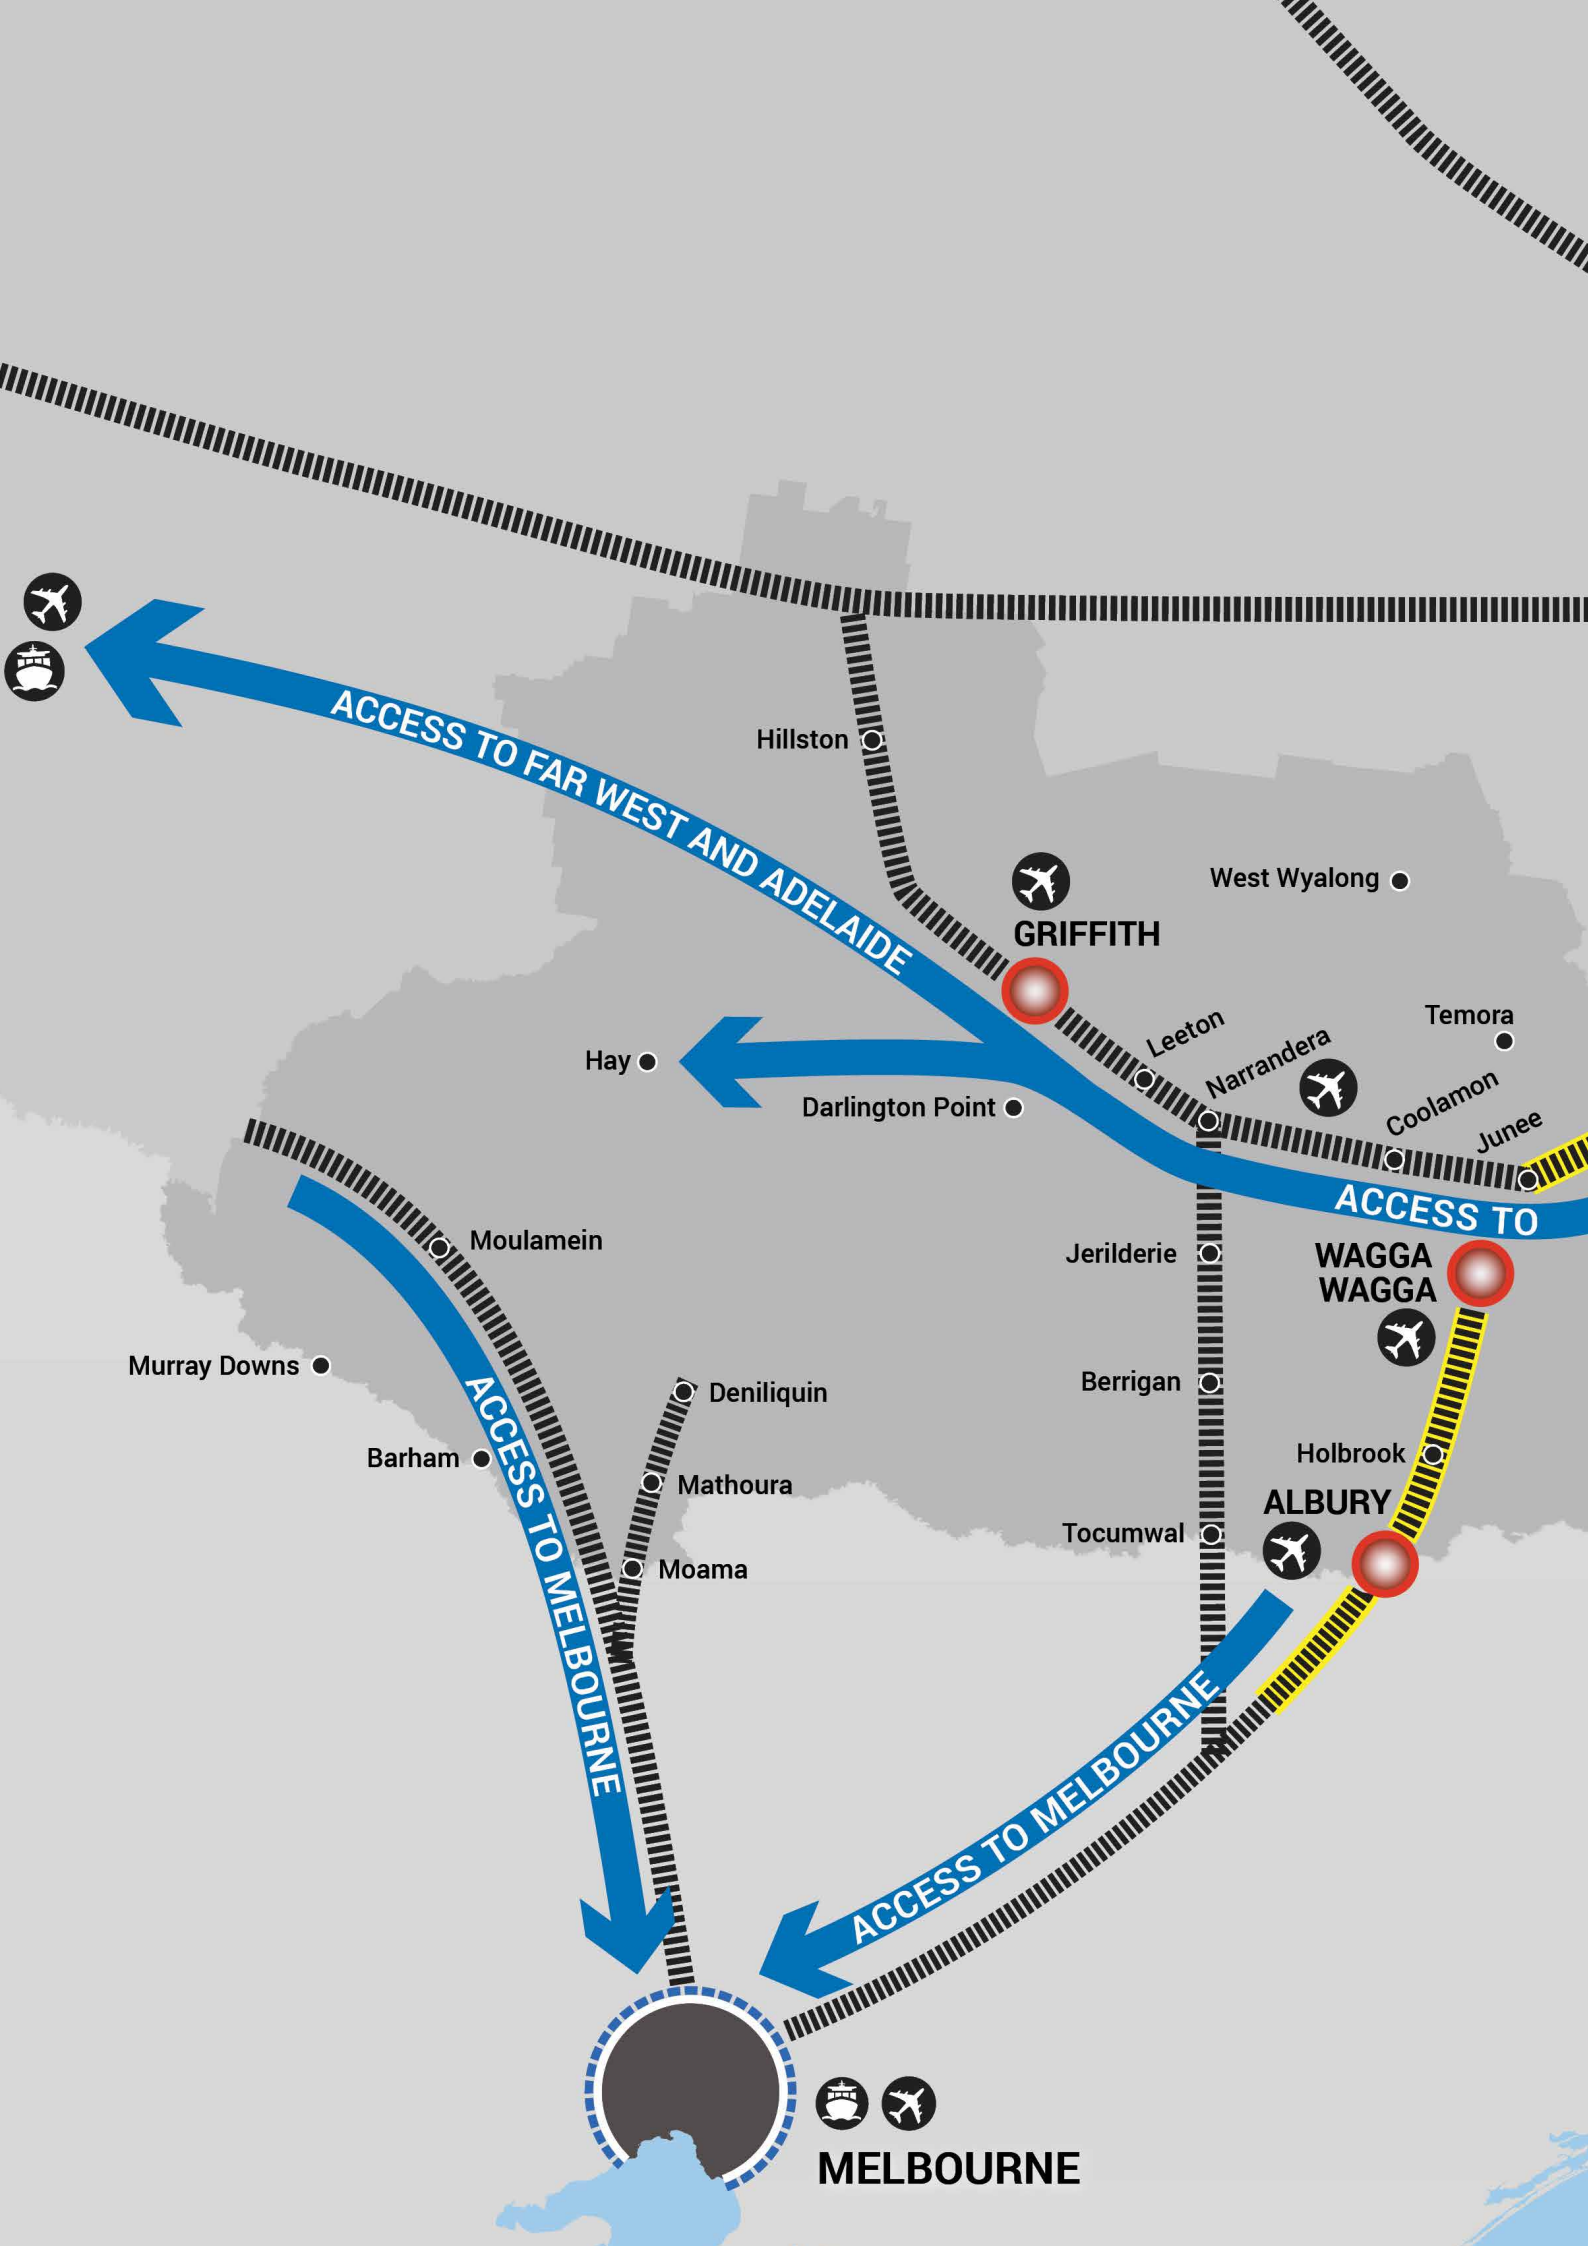 ACCESS TO FAR WEST AND ADELAIDE
Hillston
West Wyalong
GRIFFITH
Temora
Leeton
Narrandera
Hay
Coolamon
Darlington Point
Junee
ACCESS TO
Moulamein
Jerilderie
WAGGA
WAGGA
Murray Downs
Deniliquin
Berrigan
Barham
Holbrook
Mathoura
ALBURY
Tocumwal
Moama
ACCESS TO MELBOURNE
ACCESS TO MELBOURNE
MELBOURNE